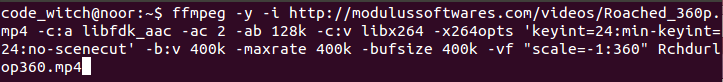 code_witch@noor:~$ ffmpeg -y -i http://modulussoftwares.com/videos/Roached_360p.
mp4 -c:a libfdk_aac -ac 2 -ab 128k -c:v libx264 -x264opts 'keyint=24:min-keyint=
24:no-scenecut' -b:v 400k -maxrate 400k -bufsize 400k -vf "scale=-1:360" Rchdurl
op360.mp4